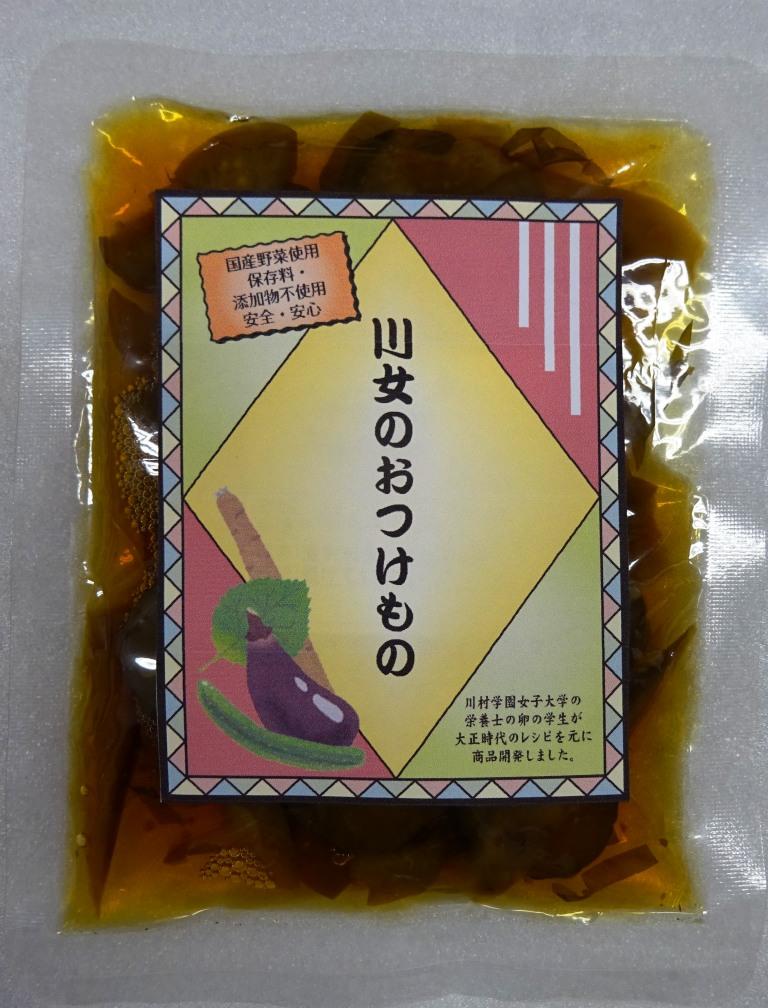 国産野菜使用
保存料・
添加物不使用
安全・安心
川女のおつけもの
川村学園女子大学の
栄養士の卵の学生が
大正時代のレシピを元に
商品開発しました。